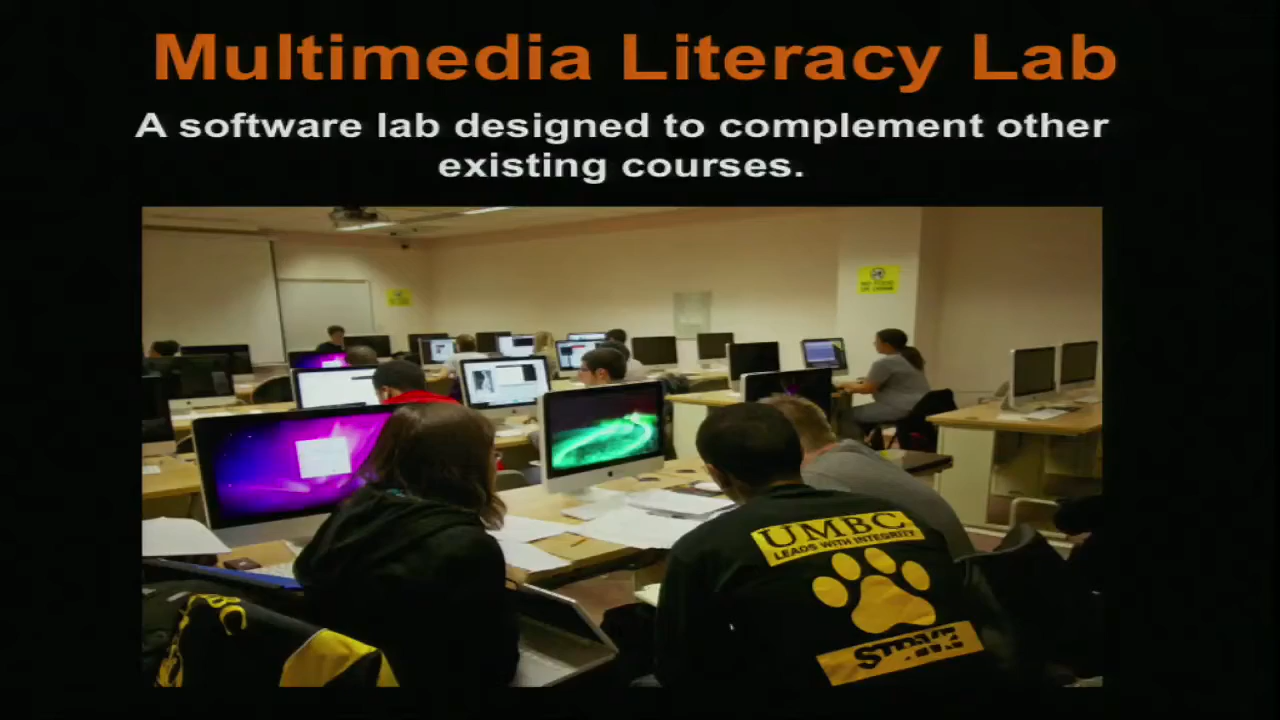 Multimedia Literacy Lab
A software lab designed to complement other
existing courses.
UMBC
LEADS WITH INTEGRITY